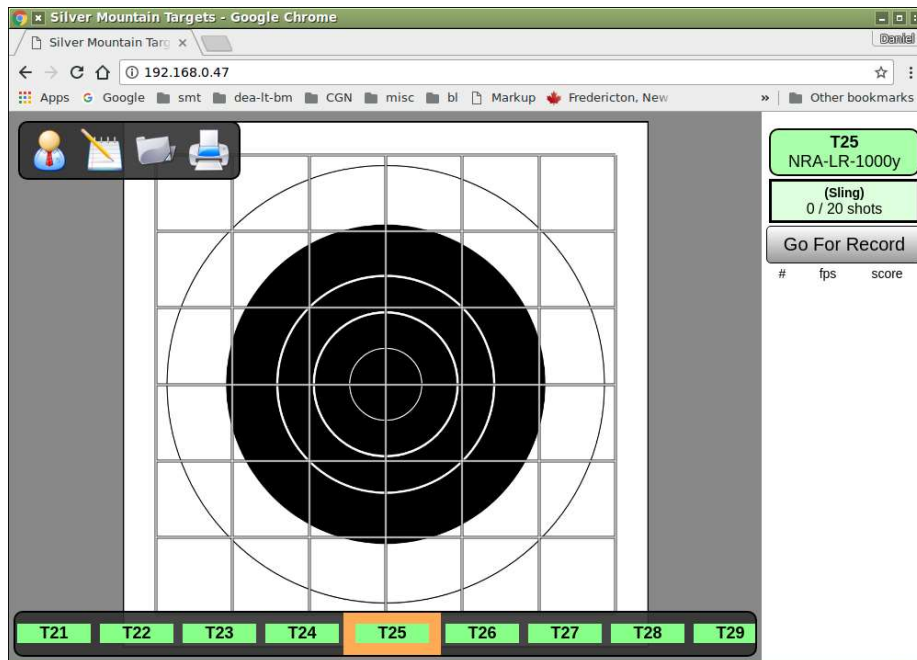 Silver Mountain Targets - Google Chrome
Silver Mountain Targ
Daniel
192.168.0.47
Apps Google smt dea-lt-bm CGN misc bl Markup Fredericton, New » Other bookmarks
T25
NRA-LR-1000y
(Sling)
0 / 20 shots
Go For Record
# fps score
T21 T22 T23 T24 T25 T26 T27 T28 T29